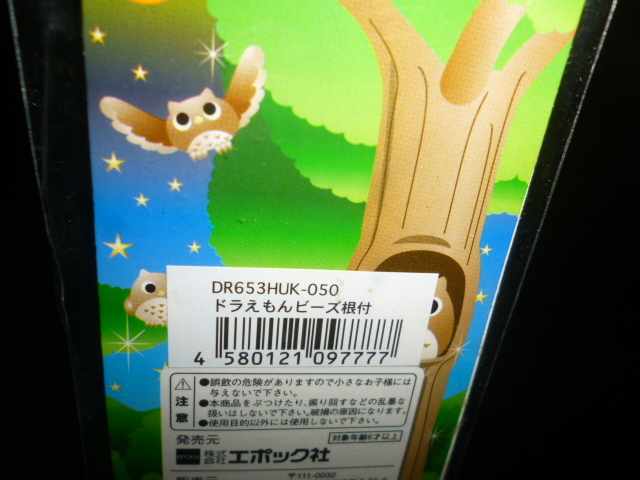 DR653HUK-050
ドラえもんビーズ根付
4 580121 097777
注意
●誤飲の危険がありますので小さなお子様には
与えないで下さい。
●本商品をぶつけたり、振り回すなどの乱暴な
扱いはしないで下さい。破損の原因になります。
●使用目的以外には使用しないで下さい。
対象年齢6才以上
発売元
EPOCH 株式会社 エポック社
〒111-0032